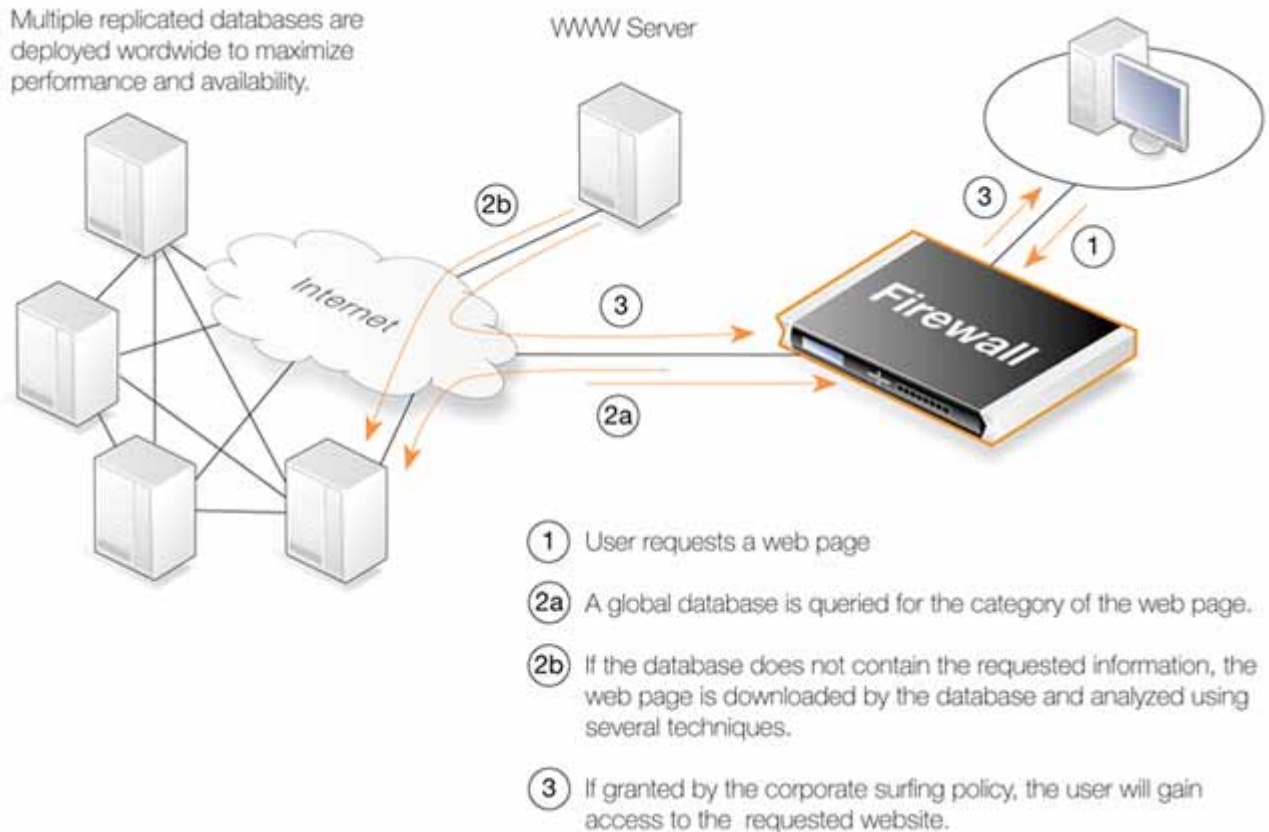 Multiple replicated databases are
deployed wordwide to maximize
performance and availability.
WWW Server
2b
3
1
Internet
3
Firewall
2a
1 User requests a web page
2a A global database is queried for the category of the web page.
2b If the database does not contain the requested information, the
web page is downloaded by the database and analyzed using
several techniques.
3 If granted by the corporate surfing policy, the user will gain
access to the requested website.